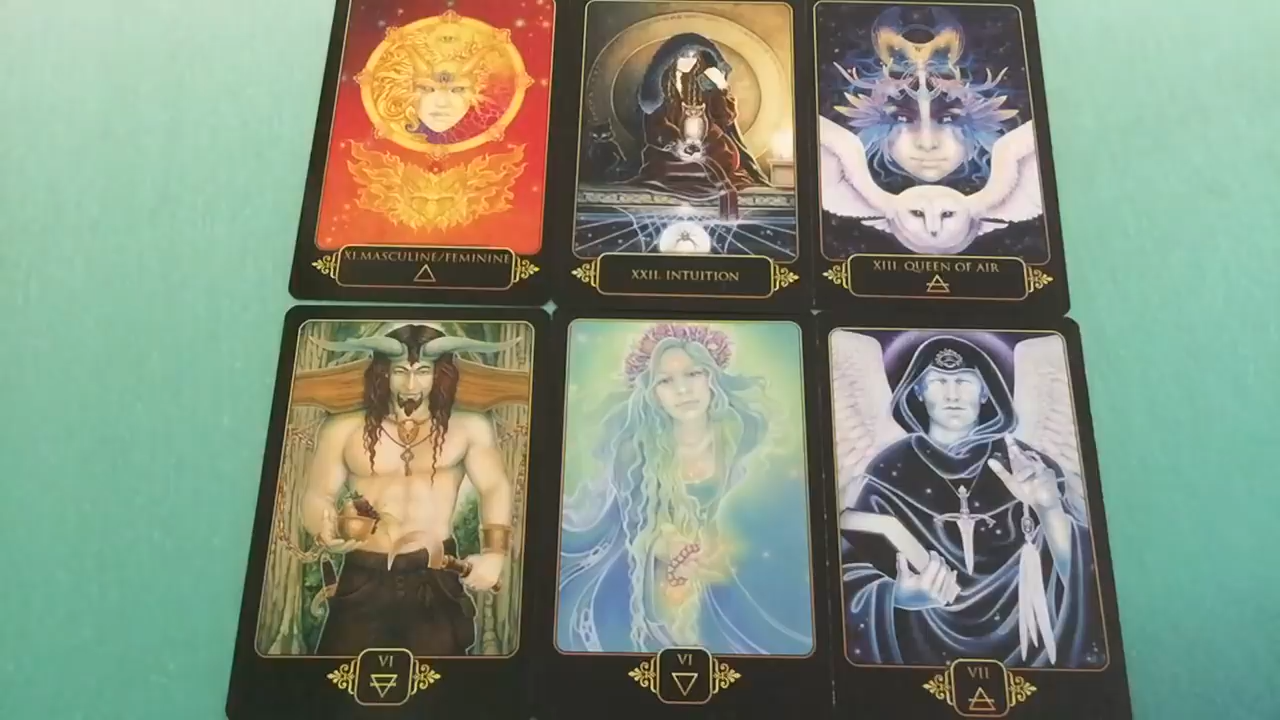 XI.MASCULINE/FEMININE
XXII. INTUITION
XIII. QUEEN OF AIR
VI
VI
VII